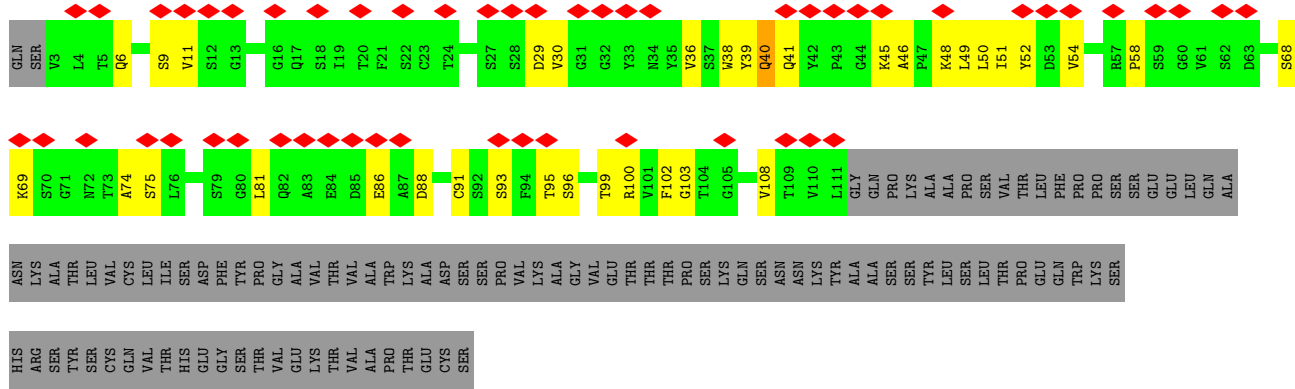 GLN SER V3 L4 T5 Q6 S9 V11 S12 G13 G16 Q17 S18 I19 T20 F21 S22 C23 T24 S27 S28 D29 V30 G31 G32 Y33 N34 Y35 V36 S37 W38 Y39 Q40 Q41 Y42 P43 G44 K45 A46 P47 K48 L49 L50 I51 Y52 D53 V54 R57 P58 S59 G60 V61 S62 D63 S68
K69 S70 G71 N72 T73 A74 S75 L76 S79 G80 L81 Q82 A83 E84 D85 E86 A87 D88 C91 S92 S93 F94 T95 S96 T99 R100 V101 F102 G103 T104 G105 V108 T109 V110 L111 GLY GLN PRO LYS ALA ALA PRO SER VAL THR LEU PHE PRO PRO SER SER GLU GLU LEU GLN ALA
ASN LYS ALA THR LEU VAL CYS LEU ILE SER ASP PHE TYR PRO GLY ALA VAL THR VAL ALA TRP LYS ALA ASP SER SER PRO VAL LYS ALA GLY VAL GLU THR THR THR PRO SER LYS GLN SER ASN ASN LYS TYR ALA ALA SER SER TYR LEU SER LEU THR PRO GLU GLN TRP LYS SER
HIS ARG SER TYR SER CYS GLN VAL THR HIS GLU GLY SER THR VAL GLU LYS THR VAL ALA PRO THR GLU CYS SER